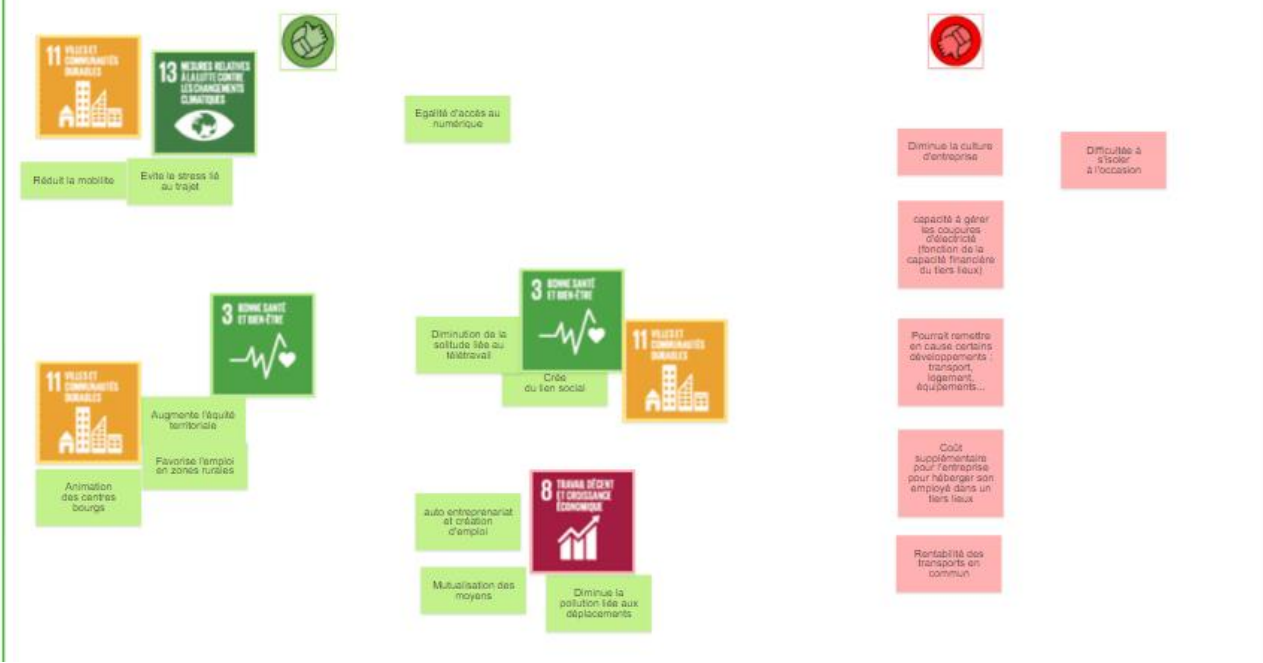 11 VILLES ET
COMMUNAUTÉS
DURABLES
13 MESURES RELATIVES
À LA LUTTE CONTRE
LES CHANGEMENTS
CLIMATIQUES
Réduit la mobilite
Evite le stress lié
au trajet
Egalité d'accès au
numérique
3 BONNE SANTÉ
ET BIEN-ÊTRE
11 VILLES ET
COMMUNAUTÉS
DURABLES
Augmente l'équité
territoriale
Favorise l'emploi
en zones rurales
Animation
des centres
bourgs
3 BONNE SANTÉ
ET BIEN-ÊTRE
11 VILLES ET
COMMUNAUTÉS
DURABLES
Diminution de la
solitude liée au
télétravail
Crée
du lien social
8 TRAVAIL DÉCENT
ET CROISSANCE
ÉCONOMIQUE
auto entreprenariat
et création
d'emploi
Mutualisation des
moyens
Diminue la
pollution liée aux
déplacements
Diminue la culture
d'entreprise
Difficultée à
s'isoler
à l'occasion
capacité à gérer
les coupures
d'électricté
(fonction de la
capacité financière
du tiers lieux)
Pourrait remettre
en cause certains
développements :
transport,
logement,
équipements...
Coût
supplémentaire
pour l'entreprise
pour héberger son
employé dans un
tiers lieux
Rentabilité des
transports en
commun